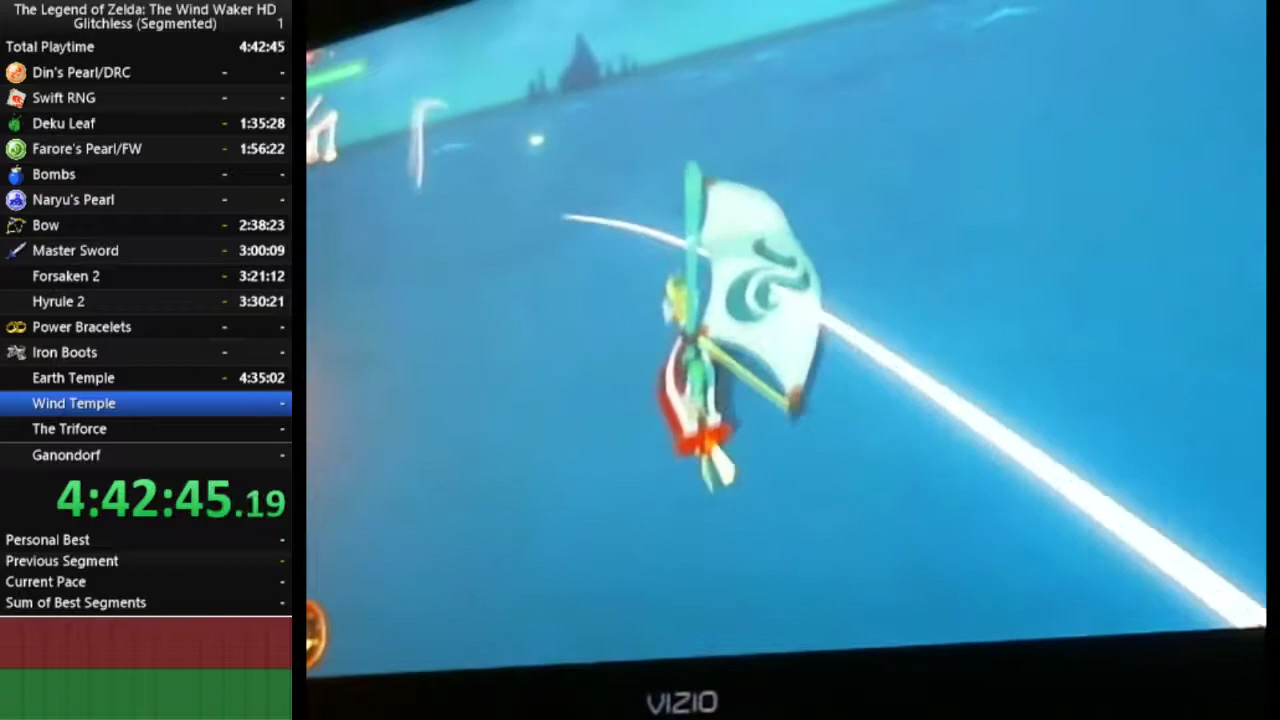 The Legend of Zelda: The Wind Waker HD
Glitchless (Segmented) 1
Total Playtime 4:42:45
Din's Pearl/DRC - -
Swift RNG - -
Deku Leaf - 1:35:28
Farore's Pearl/FW - 1:56:22
Bombs - -
Naryu's Pearl - -
Bow - 2:38:23
Master Sword - 3:00:09
Forsaken 2 - 3:21:12
Hyrule 2 - 3:30:21
Power Bracelets - -
Iron Boots - -
Earth Temple - 4:35:02
Wind Temple -
The Triforce -
Ganondorf -
4:42:45.19
Personal Best -
Previous Segment -
Current Pace -
Sum of Best Segments -
VIZIO